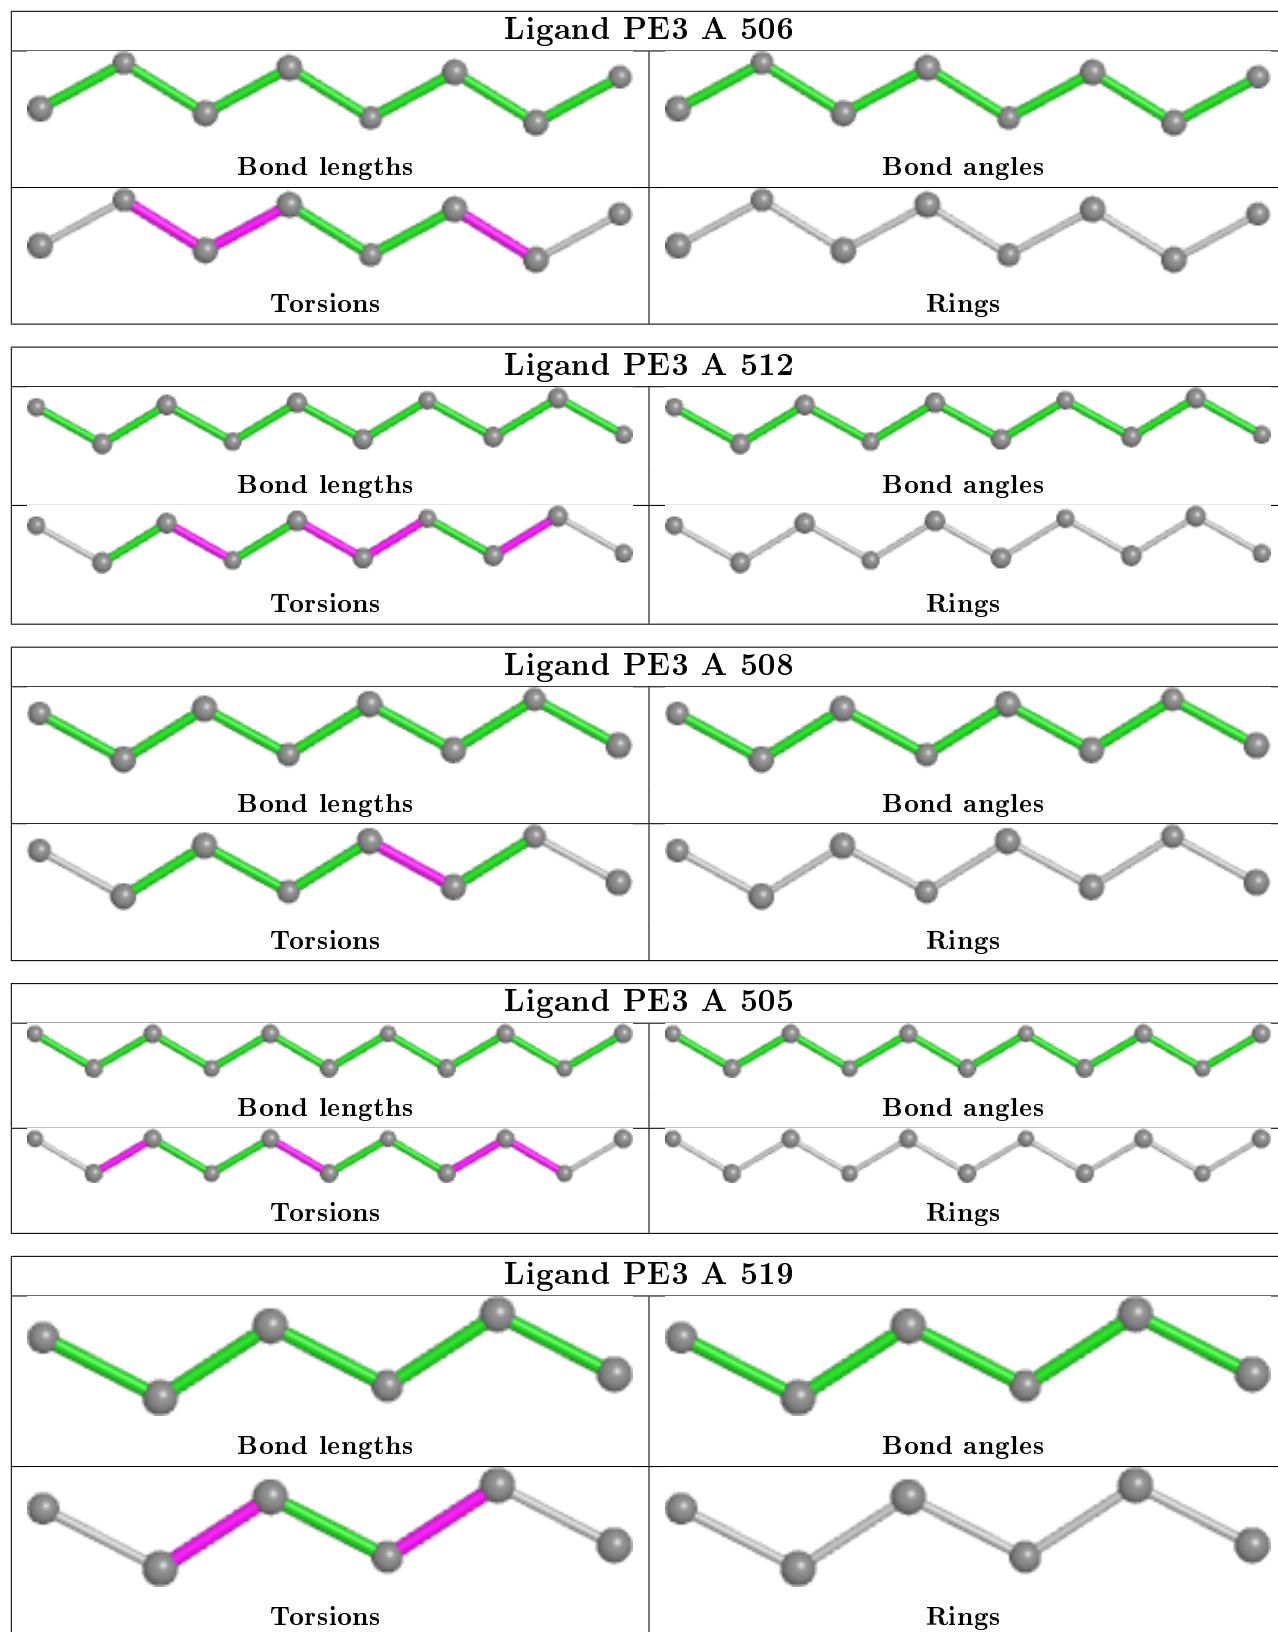 Ligand PE3 A 506
Bond lengths
Bond angles
Torsions
Rings
Ligand PE3 A 512
Bond lengths
Bond angles
Torsions
Rings
Ligand PE3 A 508
Bond lengths
Bond angles
Torsions
Rings
Ligand PE3 A 505
Bond lengths
Bond angles
Torsions
Rings
Ligand PE3 A 519
Bond lengths
Bond angles
Torsions
Rings